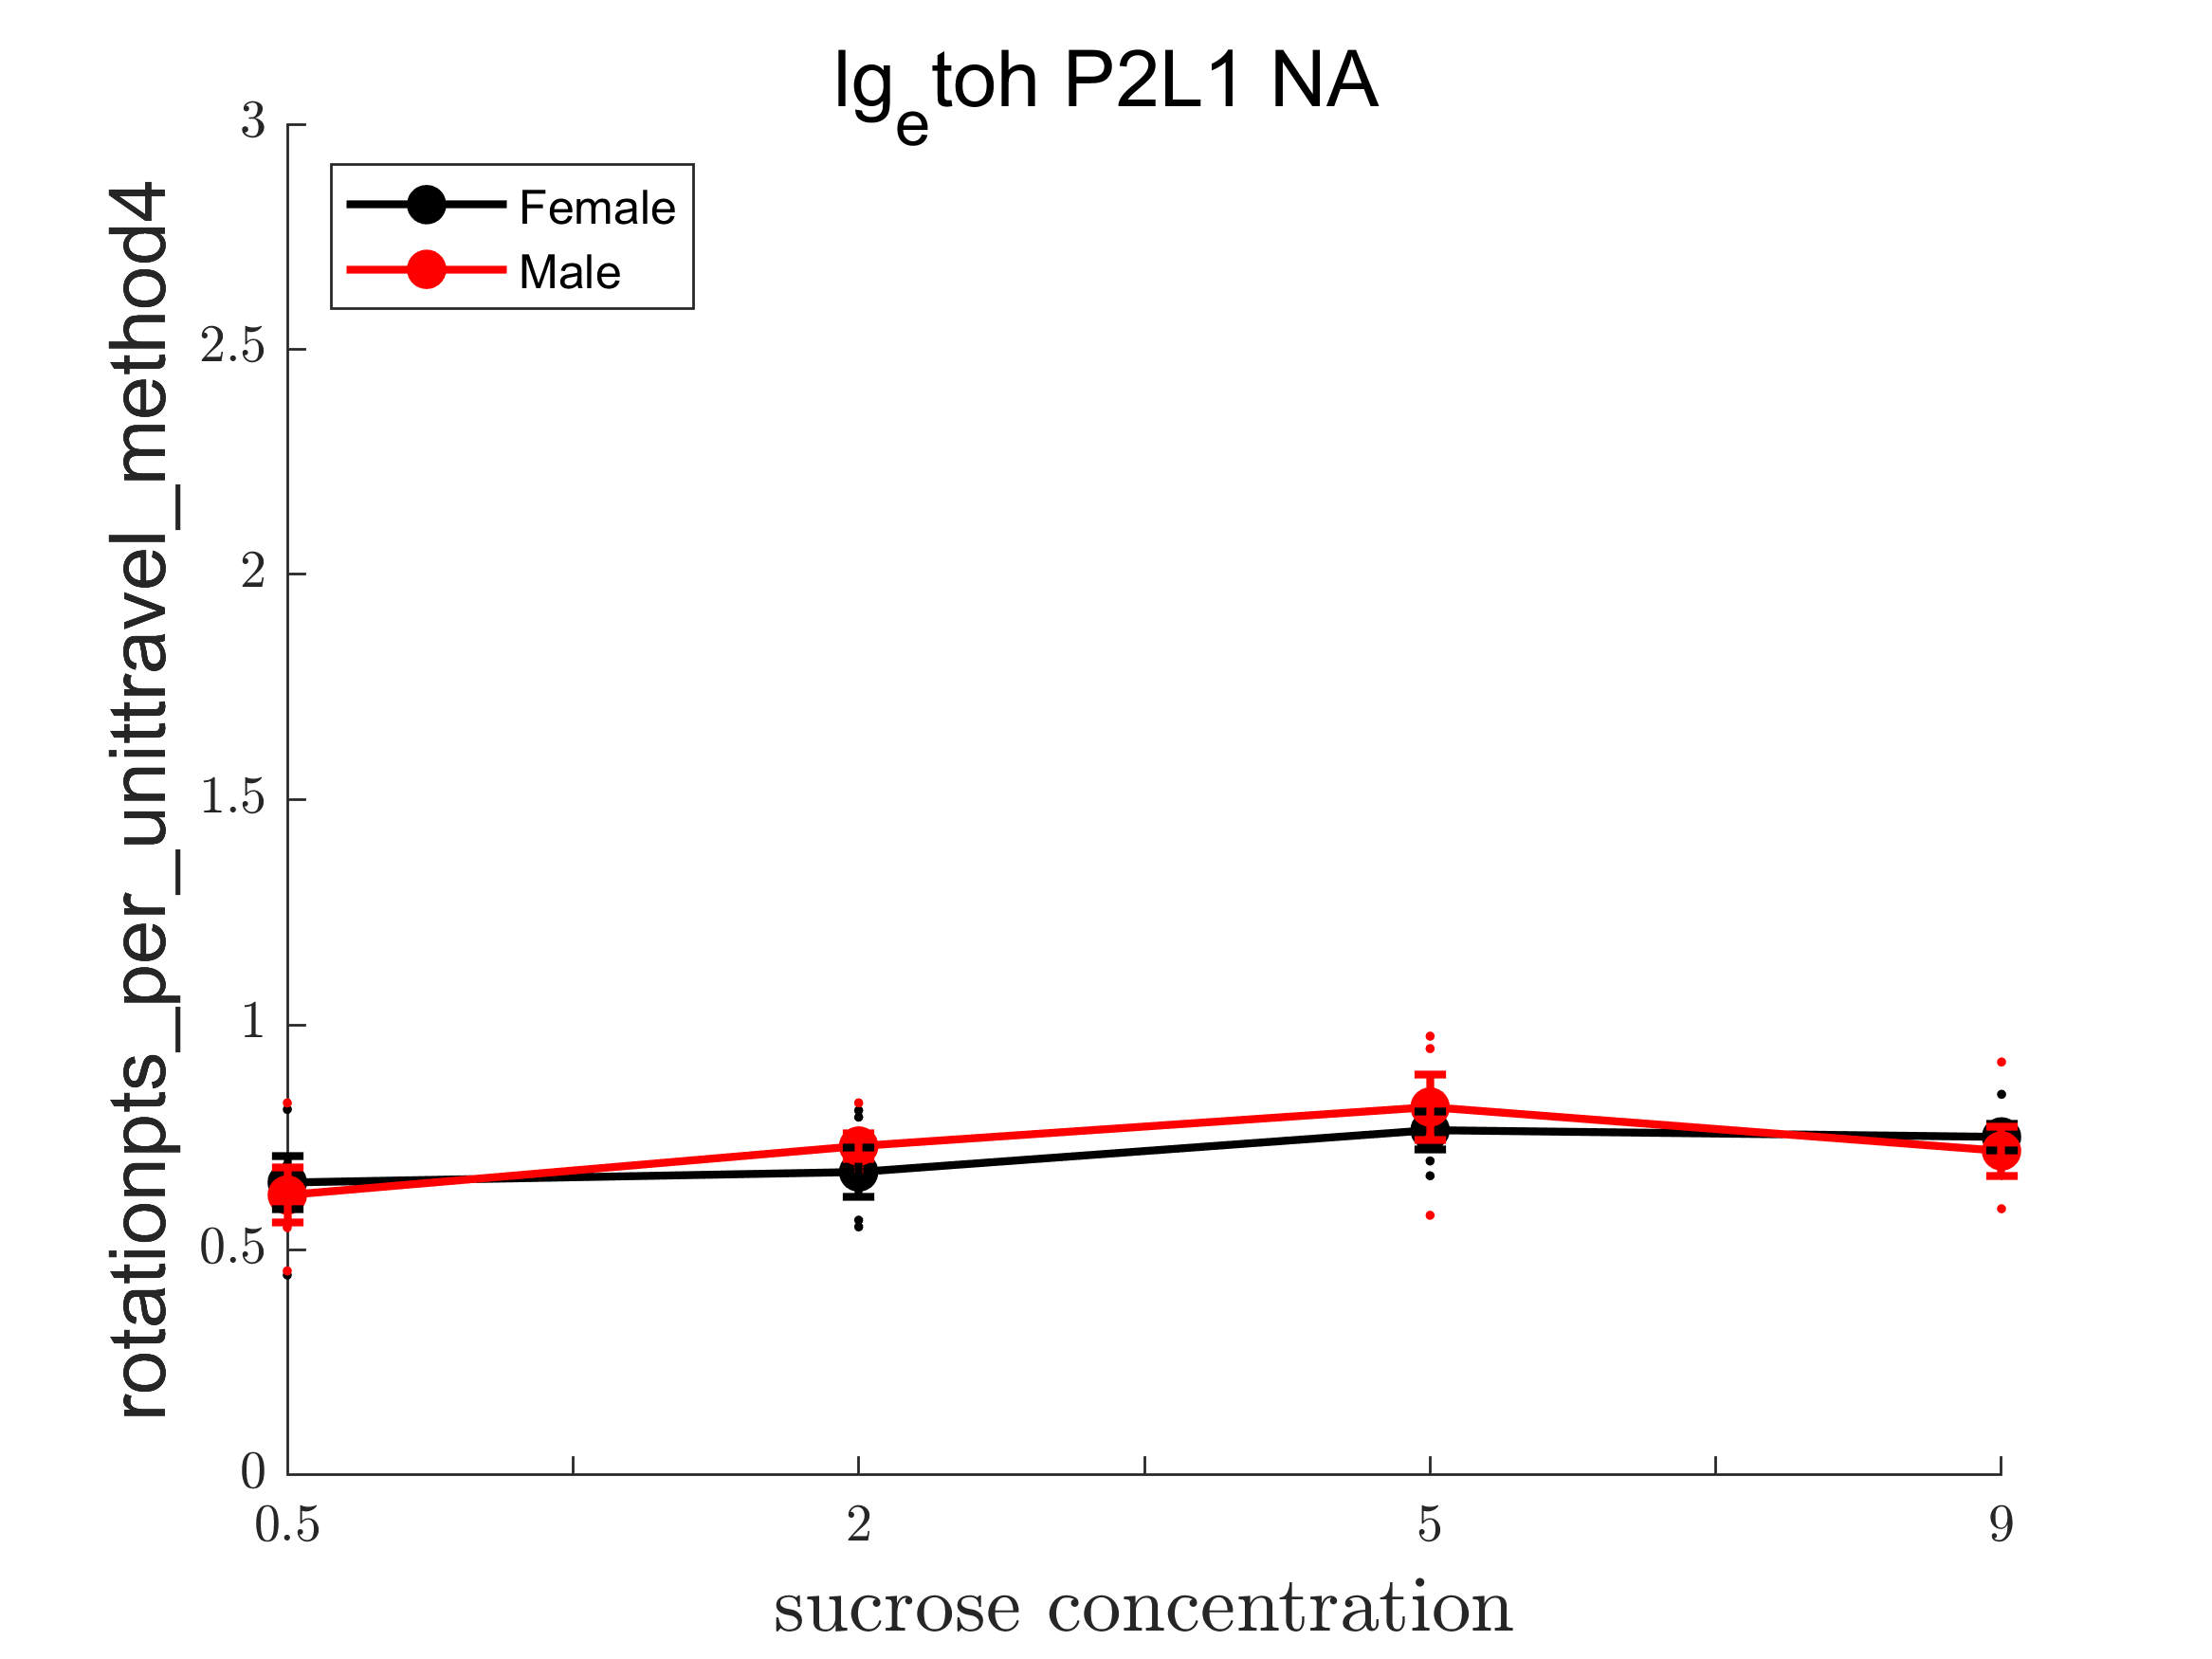 lgetoh P2L1 NA
Female
Male
rotationpts_per_unittravel_method4
3
2.5
2
1.5
1
0.5
0
0.5 2 5 9
sucrose concentration